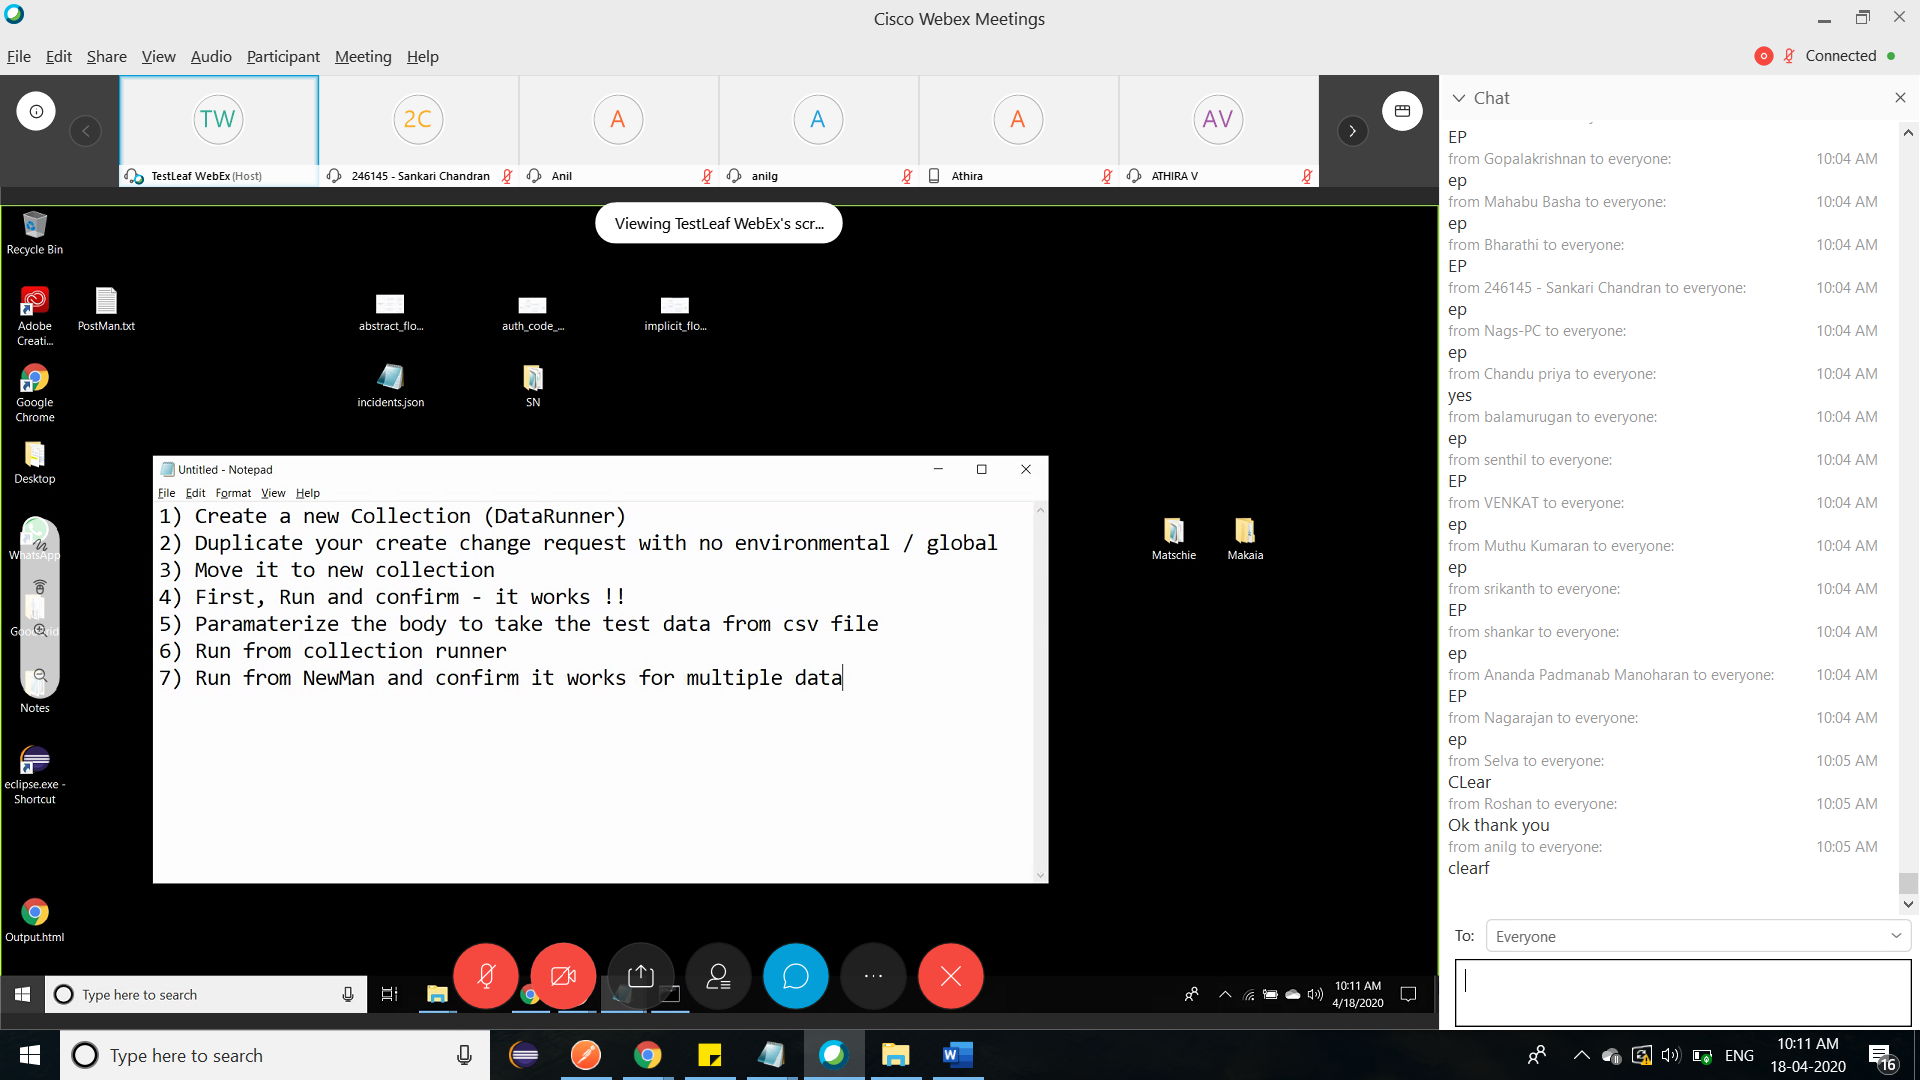 Cisco Webex Meetings
File Edit Share View Audio Participant Meeting Help
Connected
TW
2C
A
A
A
AV
TestLeaf WebEx (Host)
246145 - Sankari Chandran
Anil
anilg
Athira
ATHIRA V
Viewing TestLeaf WebEx's scr...
Recycle Bin
Adobe
Creati...
PostMan.txt
abstract_flo...
auth_code_...
implicit_flo...
Google
Chrome
incidents.json
SN
Desktop
WhatsApp
Notes
eclipse.exe -
Shortcut
Output.html
Matschie
Makaia
Untitled - Notepad
File Edit Format View Help
1) Create a new Collection (DataRunner)
2) Duplicate your create change request with no environmental / global
3) Move it to new collection
4) First, Run and confirm - it works !!
5) Paramaterize the body to take the test data from csv file
6) Run from collection runner
7) Run from NewMan and confirm it works for multiple data
Type here to search
10:11 AM
4/18/2020
Chat
EP
from Gopalakrishnan to everyone: 10:04 AM
ep
from Mahabu Basha to everyone: 10:04 AM
ep
from Bharathi to everyone: 10:04 AM
EP
from 246145 - Sankari Chandran to everyone: 10:04 AM
ep
from Nags-PC to everyone: 10:04 AM
ep
from Chandu priya to everyone: 10:04 AM
yes
from balamurugan to everyone: 10:04 AM
ep
from senthil to everyone: 10:04 AM
EP
from VENKAT to everyone: 10:04 AM
ep
from Muthu Kumaran to everyone: 10:04 AM
ep
from srikanth to everyone: 10:04 AM
EP
from shankar to everyone: 10:04 AM
ep
from Ananda Padmanab Manoharan to everyone: 10:04 AM
EP
from Nagarajan to everyone: 10:04 AM
ep
from Selva to everyone: 10:05 AM
CLear
from Roshan to everyone: 10:05 AM
Ok thank you
from anilg to everyone: 10:05 AM
clearf
To: Everyone
Type here to search
ENG
10:11 AM
18-04-2020
16